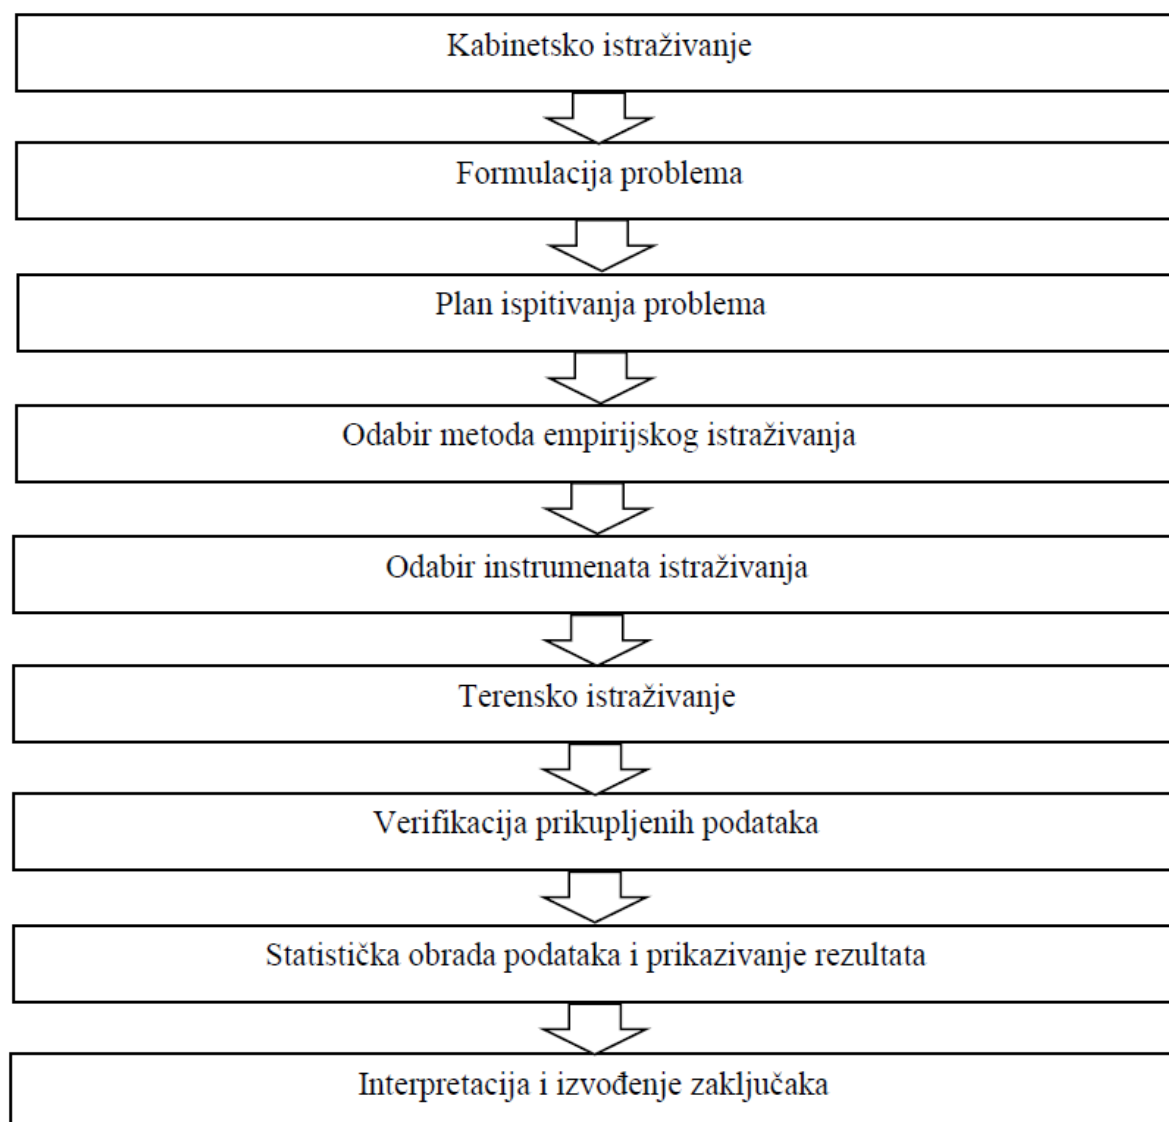 Kabinetsko istraživanje
Formulacija problema
Plan ispitivanja problema
Odabir metoda empirijskog istraživanja
Odabir instrumenata istraživanja
Terensko istraživanje
Verifikacija prikupljenih podataka
Statistička obrada podataka i prikazivanje rezultata
Interpretacija i izvođenje zaključaka